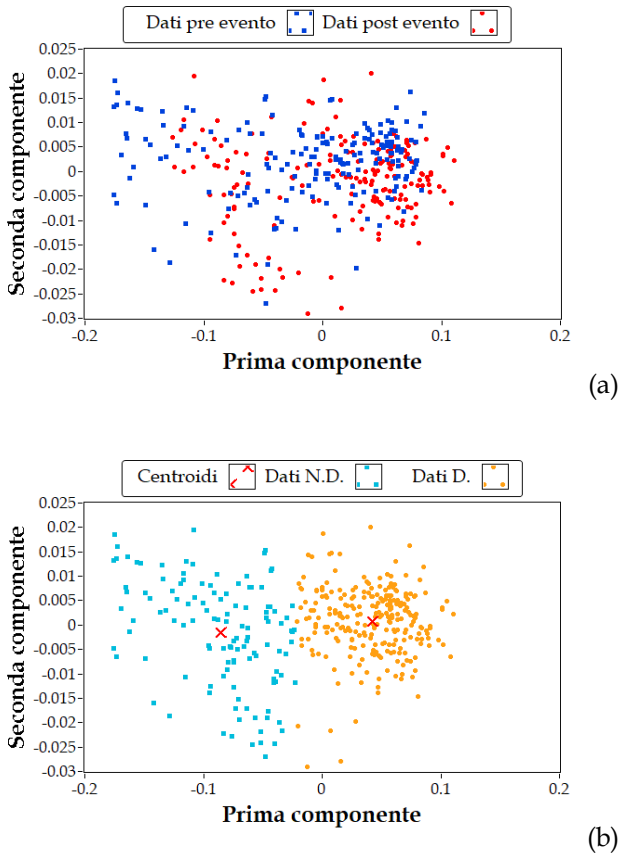 Dati pre evento Dati post evento
0.025
0.02
0.015
0.01
0.005
0
-0.005
-0.01
-0.015
-0.02
-0.025
-0.03
Seconda componente
-0.2 -0.1 0 0.1 0.2
Prima componente
(a)
Centroidi Dati N.D. Dati D.
0.025
0.02
0.015
0.01
0.005
0
-0.005
-0.01
-0.015
-0.02
-0.025
-0.03
Seconda componente
-0.2 -0.1 0 0.1 0.2
Prima componente
(b)